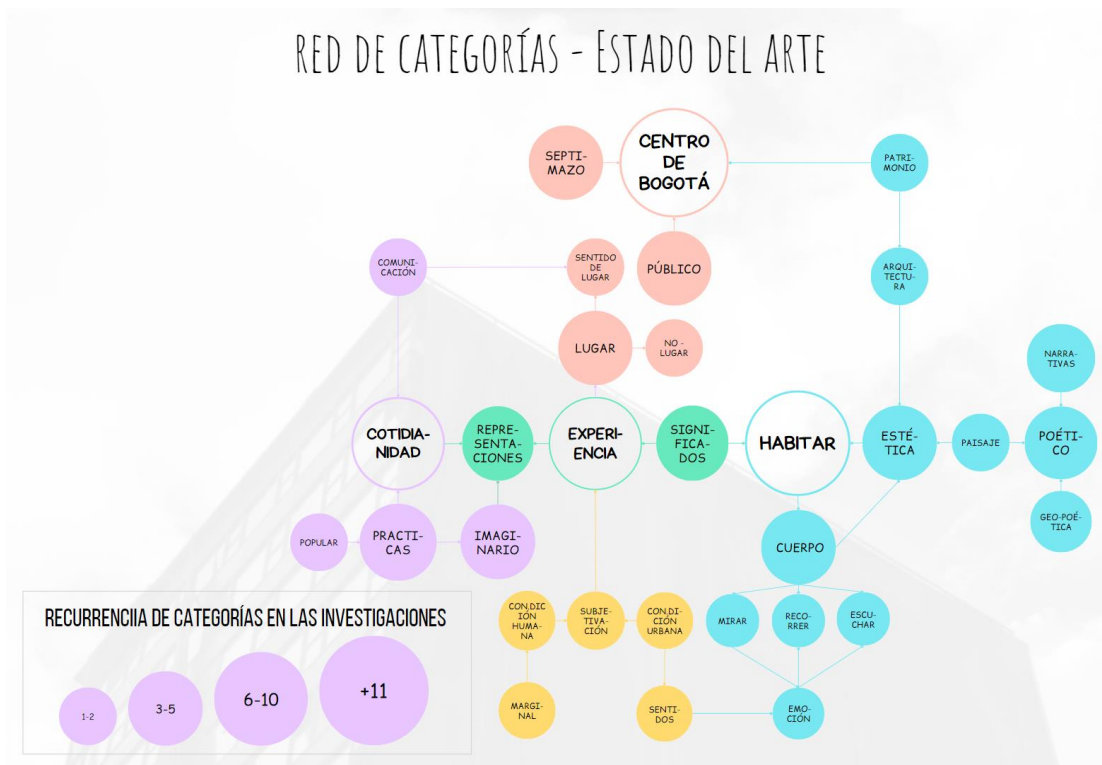 RED DE CATEGORÍAS - ESTADO DEL ARTE
CENTRO
DE
BOGOTÁ
SEPTI-
MAZO
PATRI-
MONIO
COMUNI-
CACIÓN
SENTIDO
DE
LUGAR
PÚBLICO
ARQUI-
TECTU-
RA
LUGAR
NO -
LUGAR
NARRA-
TIVAS
COTIDIA-
NIDAD
REPRE-
SENTA-
CIONES
EXPERI-
ENCIA
SIGNI-
FICA-
DOS
HABITAR
ESTÉ-
TICA
PAISAJE
POÉTI-
CO
POPULAR
PRACTI-
CAS
IMAGI-
NARIO
CUERPO
GEO-POÉ-
TICA
CON,DIC
IÓN
HUMA-
NA
SUBJE-
TIVA-
CIÓN
CON,DI-
CIÓN
URBANA
MIRAR
RECO-
RRER
ESCU-
CHAR
MARGI-
NAL
SENTI-
DOS
EMO-
CIÓN
RECURRENCIIA DE CATEGORÍAS EN LAS INVESTIGACIONES
1-2
3-5
6-10
+11